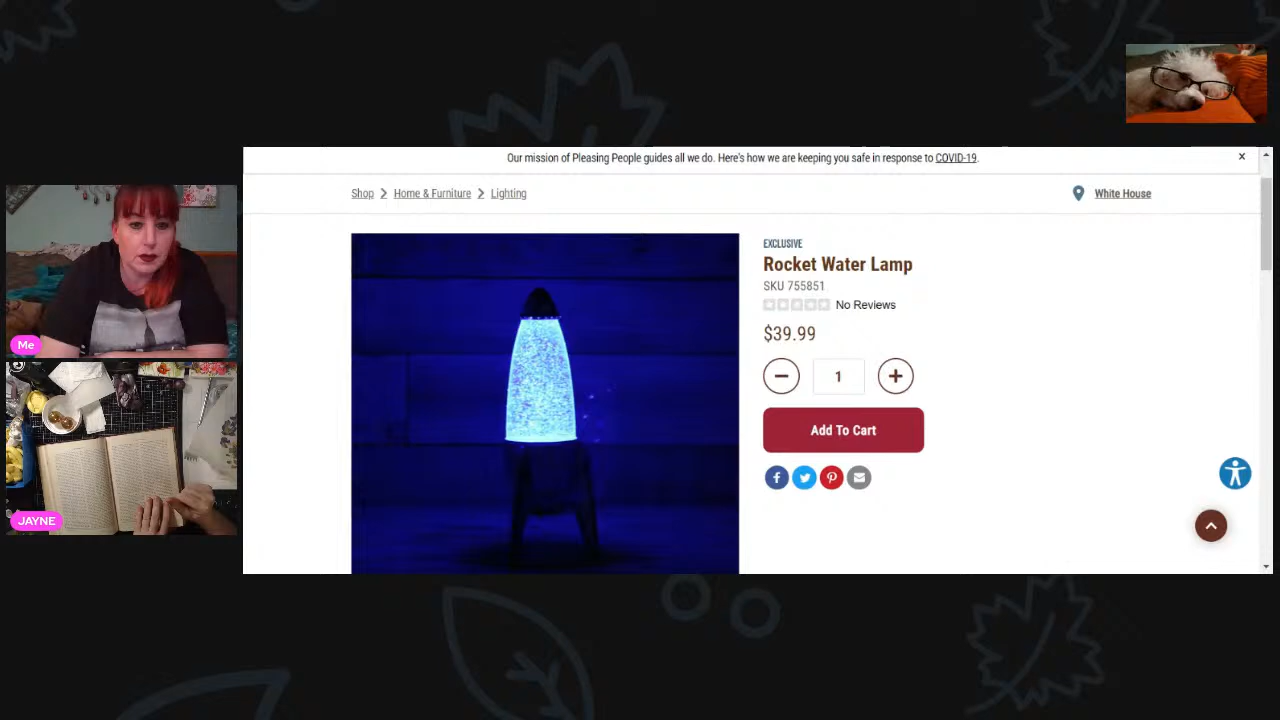 Our mission of Pleasing People guides all we do. Here's how we are keeping you safe in response to COVID-19.
Shop > Home & Furniture > Lighting
White House
EXCLUSIVE
Rocket Water Lamp
SKU 755851
No Reviews
$39.99
1
Add To Cart
Me
JAYNE